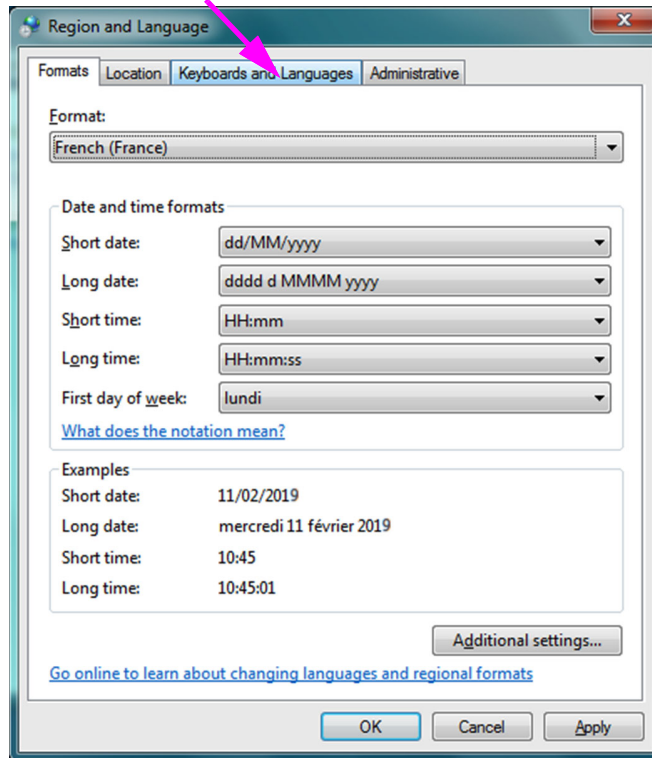 Region and Language
Formats Location Keyboards and Languages Administrative
Format:
French (France)
Date and time formats
Short date: dd/MM/yyyy
Long date: dddd d MMMM yyyy
Short time: HH:mm
Long time: HH:mm:ss
First day of week: lundi
What does the notation mean?
Examples
Short date: 11/02/2019
Long date: mercredi 11 février 2019
Short time: 10:45
Long time: 10:45:01
Additional settings...
Go online to learn about changing languages and regional formats
OK Cancel Apply